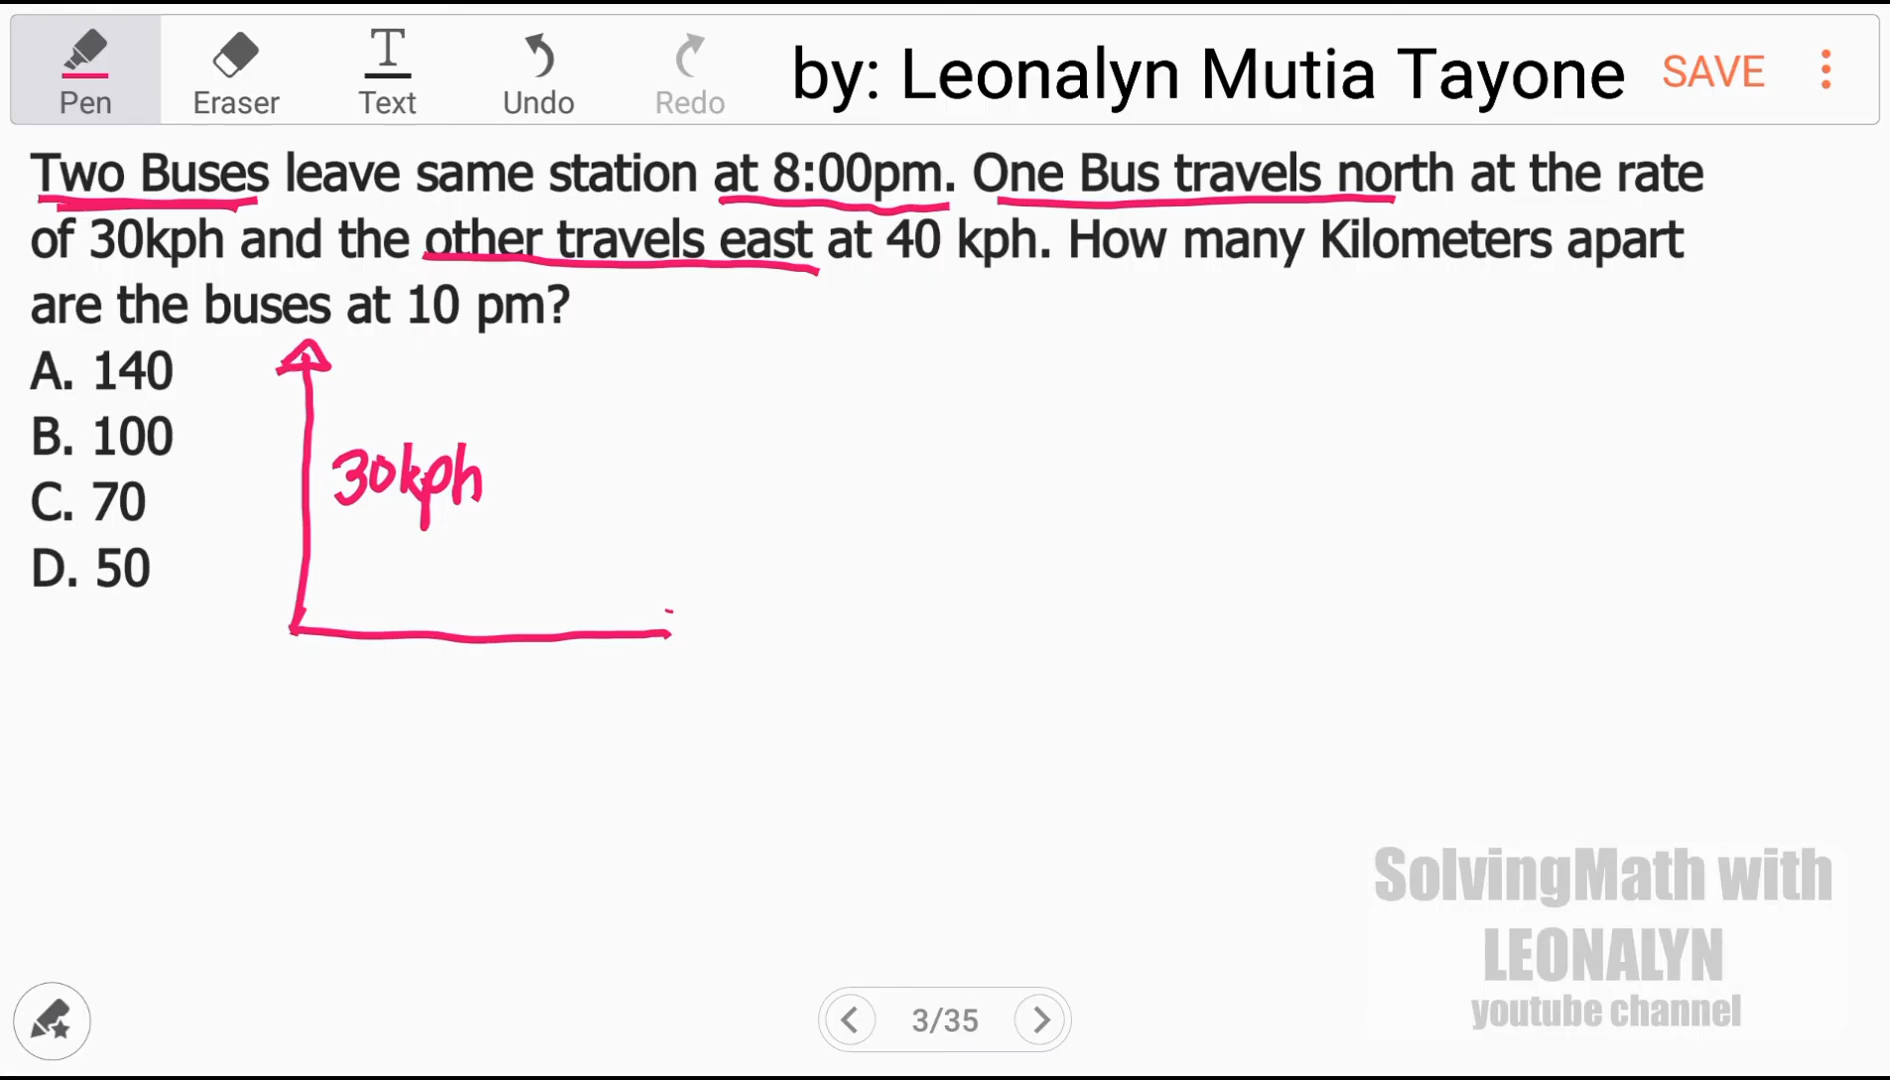 Pen
Eraser
Text
Undo
Redo
by: Leonalyn Mutia Tayone
SAVE
Two Buses leave same station at 8:00pm. One Bus travels north at the rate
of 30kph and the other travels east at 40 kph. How many Kilometers apart
are the buses at 10 pm?
A. 140
B. 100
C. 70
D. 50
30kph
SolvingMath with
LEONALYN
youtube channel
3/35